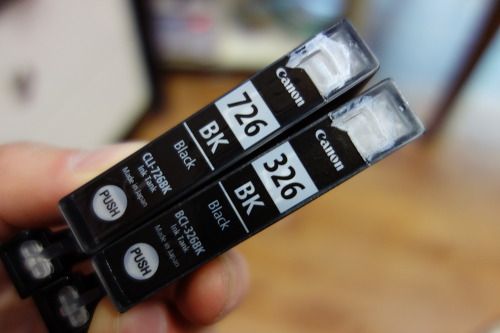 Canon
726
BK
Black
CLI-726BK
Ink Tank
Made in Japan
PUSH
Canon
326
BK
Black
BCI-326BK
Ink Tank
Made in Japan
PUSH